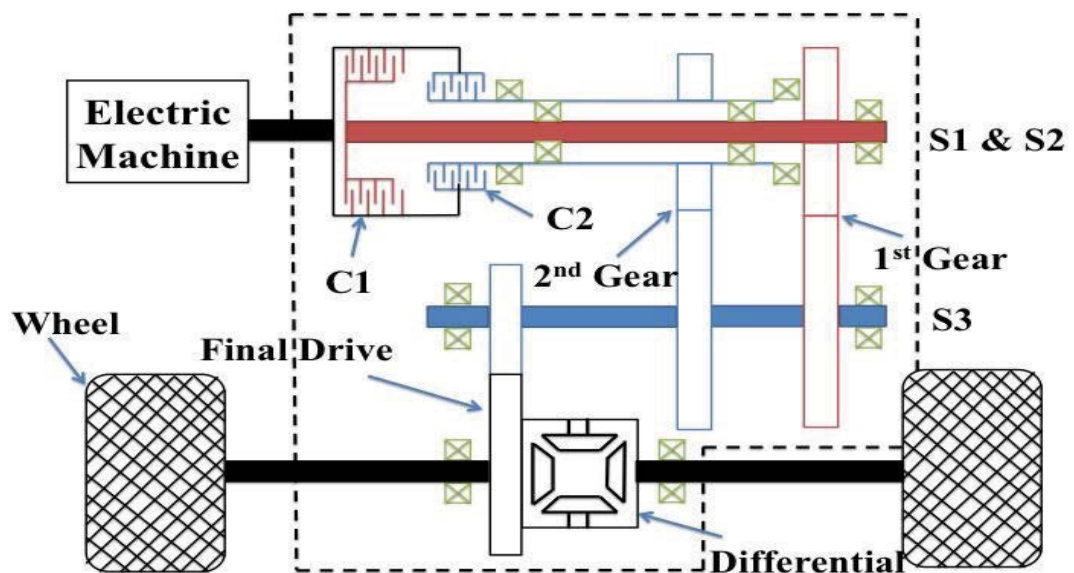 Electric
Machine
S1 & S2
C2
C1
2nd Gear
1st Gear
S3
Wheel
Final Drive
Differential